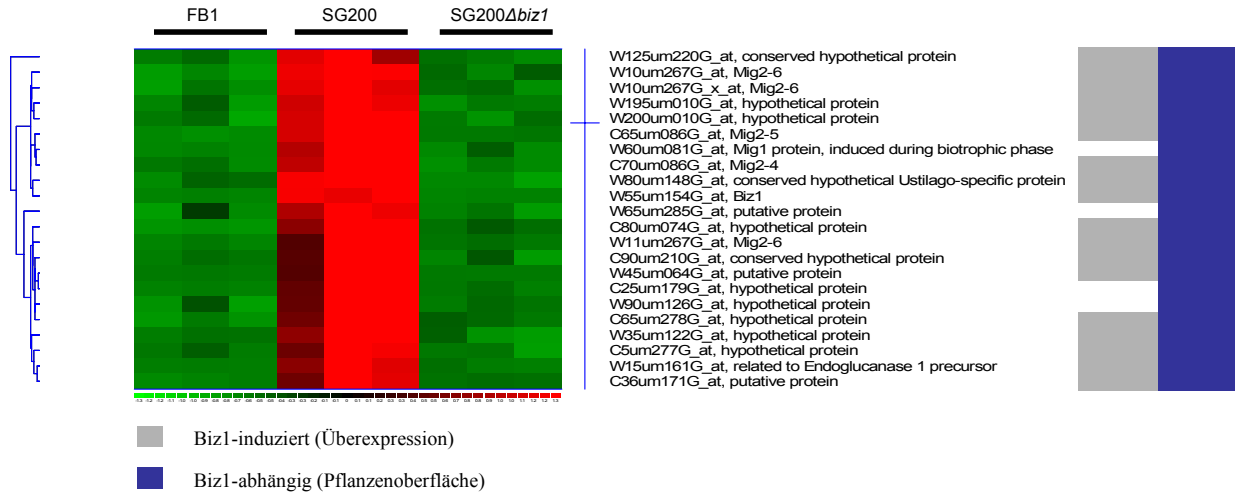 FB1 SG200 SG200Δbiz1
W125um220G_at, conserved hypothetical protein
W10um267G_at, Mig2-6
W10um267G_x_at, Mig2-6
W195um010G_at, hypothetical protein
W200um010G_at, hypothetical protein
C65um086G_at, Mig2-5
W60um081G_at, Mig1 protein, induced during biotrophic phase
C70um086G_at, Mig2-4
W80um148G_at, conserved hypothetical Ustilago-specific protein
W55um154G_at, Biz1
W65um285G_at, putative protein
C80um074G_at, hypothetical protein
W11um267G_at, Mig2-6
C90um210G_at, conserved hypothetical protein
W45um064G_at, putative protein
C25um179G_at, hypothetical protein
W90um126G_at, hypothetical protein
C65um278G_at, hypothetical protein
W35um122G_at, hypothetical protein
C5um277G_at, hypothetical protein
W15um161G_at, related to Endoglucanase 1 precursor
C36um171G_at, putative protein
Biz1-induziert (Überexpression)
Biz1-abhängig (Pflanzenoberfläche)